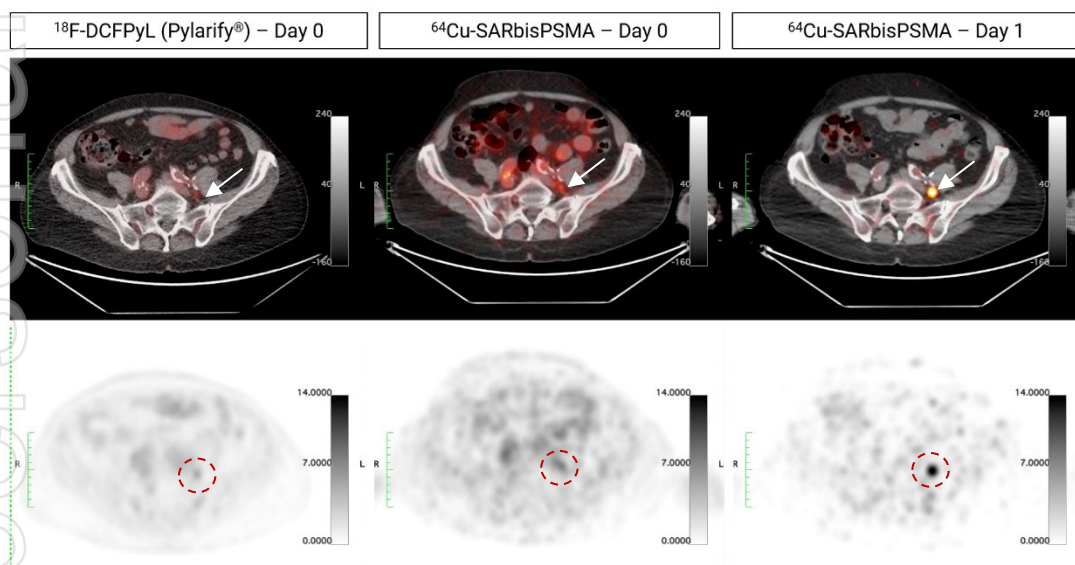 ¹⁸F-DCFPyL (Pylarify®) – Day 0
⁶⁴Cu-SARbisPSMA – Day 0
⁶⁴Cu-SARbisPSMA – Day 1
240
240
240
R
40
L
R
40
L
R
40
-160
-160
-160
14.0000
14.0000
14.0000
R
7.0000
L
R
7.0000
L
R
7.0000
0.0000
0.0000
0.0000